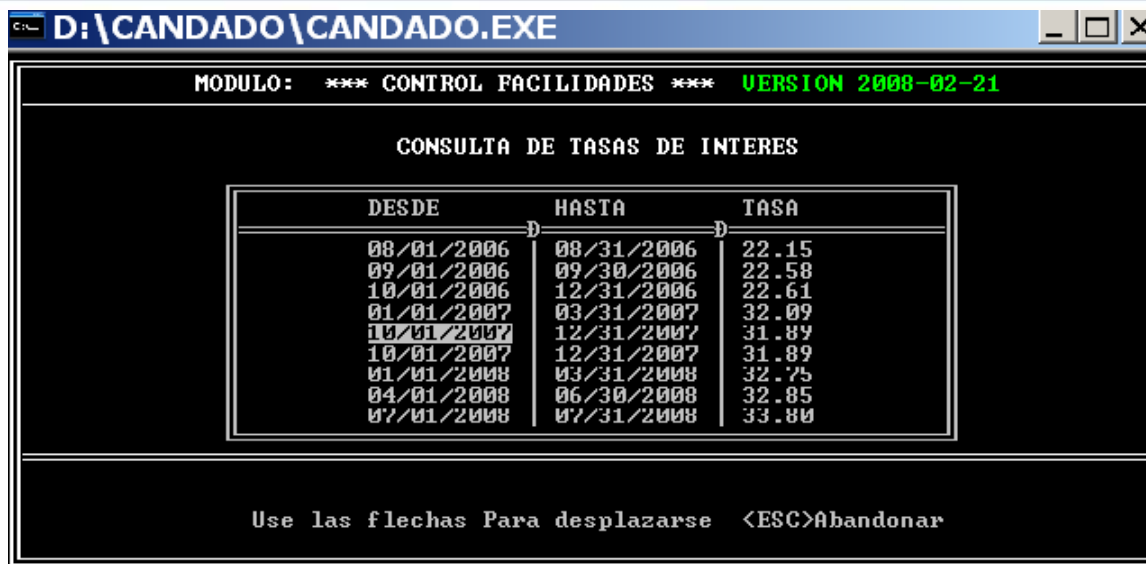 D:\CANDADO\CANDADO.EXE
MODULO: *** CONTROL FACILIDADES *** VERSION 2008-02-21
CONSULTA DE TASAS DE INTERES
DESDE HASTA TASA
08/01/2006 08/31/2006 22.15
09/01/2006 09/30/2006 22.58
10/01/2006 12/31/2006 22.61
01/01/2007 03/31/2007 32.09
10/01/2007 12/31/2007 31.89
10/01/2007 12/31/2007 31.89
01/01/2008 03/31/2008 32.75
04/01/2008 06/30/2008 32.85
07/01/2008 07/31/2008 33.80
Use las flechas Para desplazarse <ESC>Abandonar